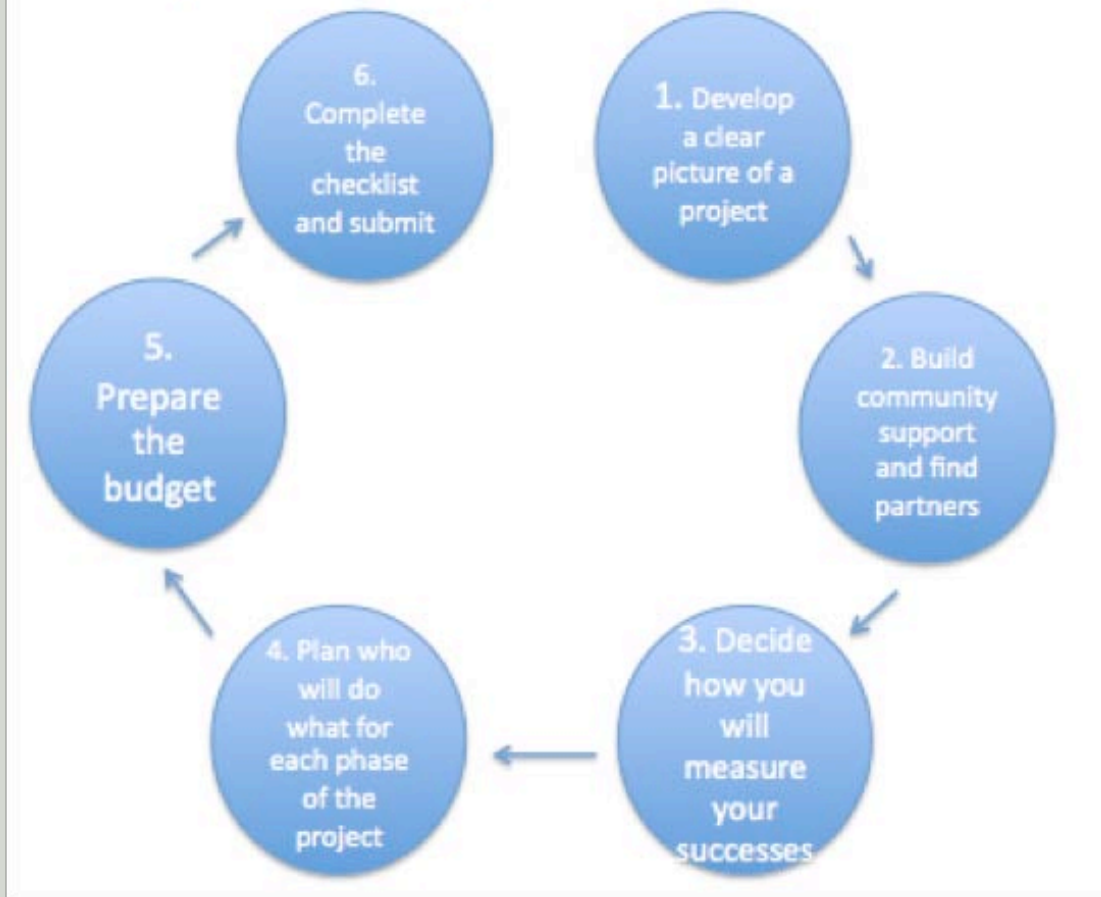 1. Develop
a clear
picture of a
project
2. Build
community
support
and find
partners
3. Decide
how you
will
measure
your
successes
4. Plan who
will do
what for
each phase
of the
project
5.
Prepare
the
budget
6.
Complete
the
checklist
and submit